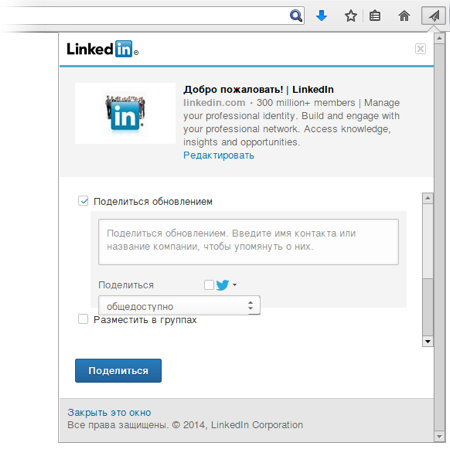 Linked in®
Добро пожаловать! | LinkedIn
linkedin.com · 300 million+ members | Manage
your professional identity. Build and engage with
your professional network. Access knowledge,
insights and opportunities.
Редактировать
Поделиться обновлением
Поделиться обновлением. Введите имя контакта или
название компании, чтобы упомянуть о них.
Поделиться
общедоступно
Разместить в группах
Поделиться
Закрыть это окно
Все права защищены. © 2014, LinkedIn Corporation